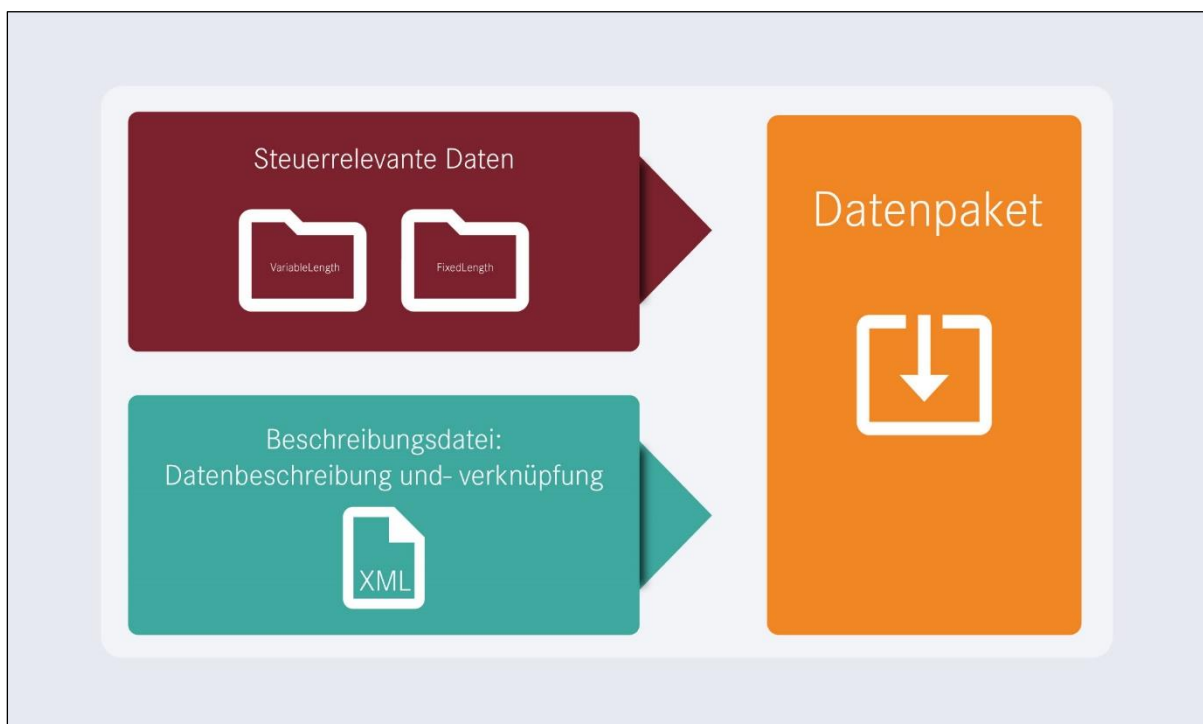 Steuerrelevante Daten
VariableLength
FixedLength
Beschreibungsdatei:
Datenbeschreibung und- verknüpfung
XML
Datenpaket